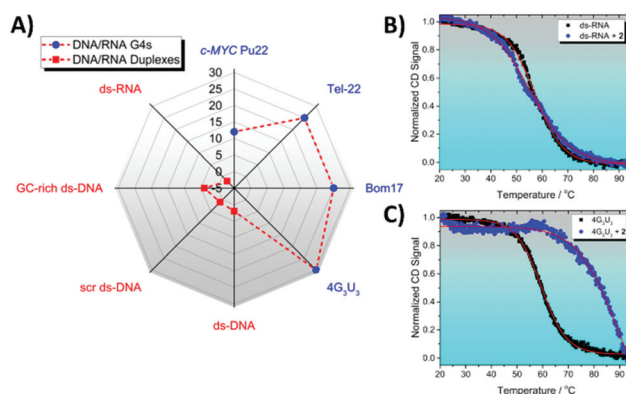 A)
DNA/RNA G4s
DNA/RNA Duplexes
c-MYC Pu22
Tel-22
Bom17
4G₃U₃
ds-DNA
scr ds-DNA
GC-rich ds-DNA
ds-RNA
30
25
20
15
10
5
0
-5
B)
ds-RNA
ds-RNA + 2
Normalized CD Signal
1.0
0.8
0.6
0.4
0.2
0.0
20 30 40 50 60 70 80 90
Temperature / °C
C)
4G₃U₃
4G₃U₃ + 2
Normalized CD Signal
1.0
0.8
0.6
0.4
0.2
0.0
20 30 40 50 60 70 80 90
Temperature / °C